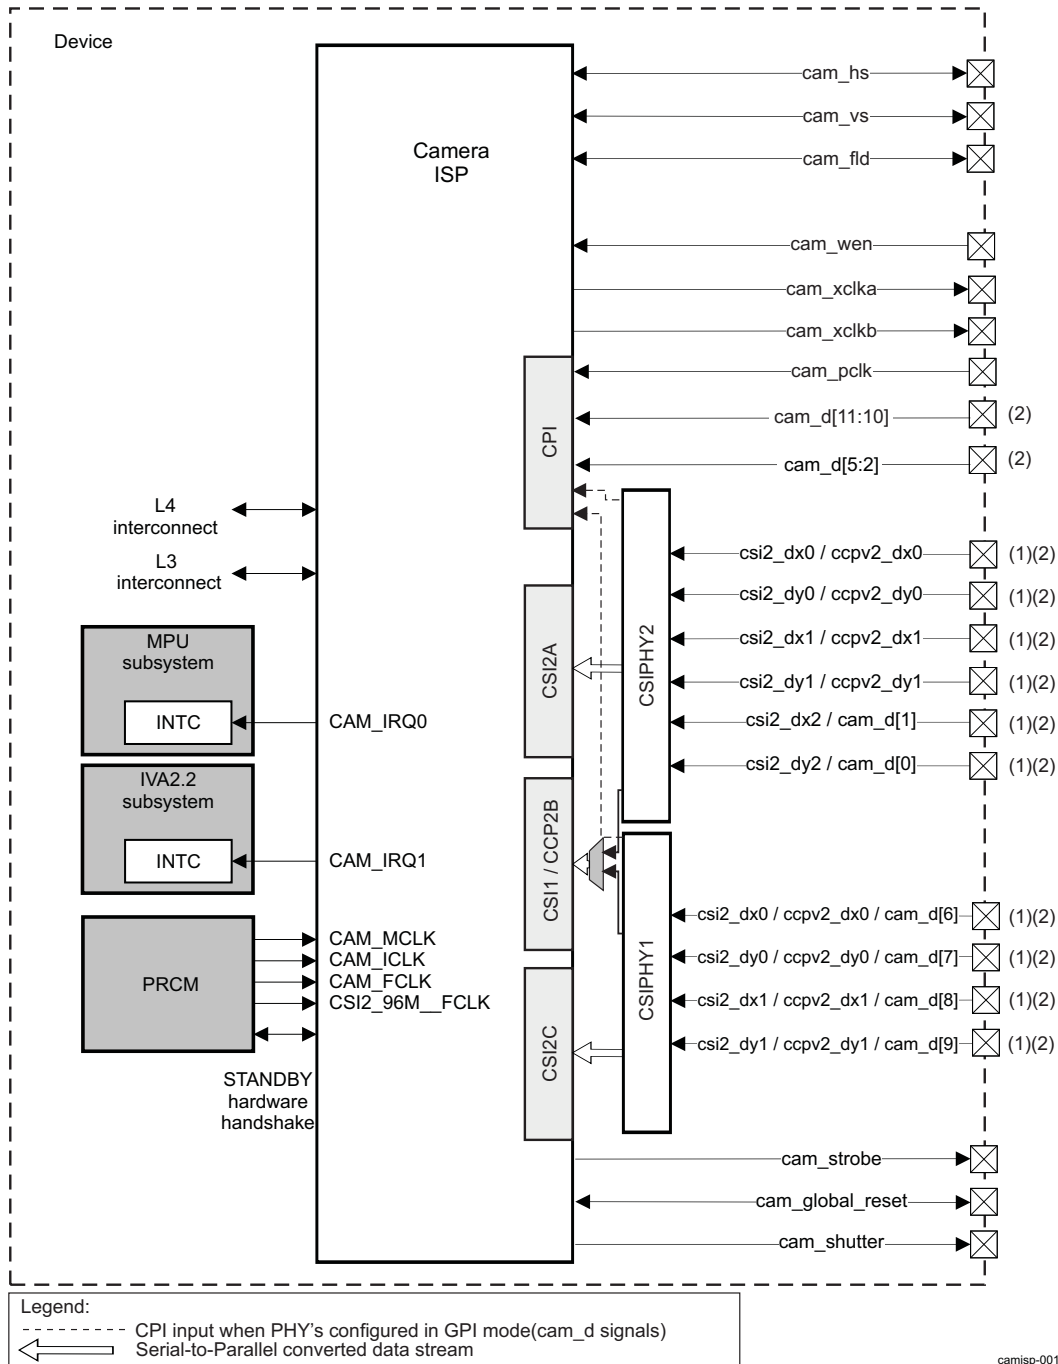 Device
Camera
ISP
cam_hs
cam_vs
cam_fld
cam_wen
cam_xclka
cam_xclkb
cam_pclk
cam_d[11:10]
(2)
cam_d[5:2]
(2)
CPI
L4
interconnect
L3
interconnect
csi2_dx0 / ccpv2_dx0
(1)(2)
csi2_dy0 / ccpv2_dy0
(1)(2)
csi2_dx1 / ccpv2_dx1
(1)(2)
csi2_dy1 / ccpv2_dy1
(1)(2)
csi2_dx2 / cam_d[1]
(1)(2)
csi2_dy2 / cam_d[0]
(1)(2)
CSIPHY2
CSI2A
MPU
subsystem
INTC
CAM_IRQ0
IVA2.2
subsystem
INTC
CAM_IRQ1
CSI1 / CCP2B
PRCM
CAM_MCLK
CAM_ICLK
CAM_FCLK
CSI2_96M__FCLK
STANDBY
hardware
handshake
CSI2C
CSIPHY1
csi2_dx0 / ccpv2_dx0 / cam_d[6]
(1)(2)
csi2_dy0 / ccpv2_dy0 / cam_d[7]
(1)(2)
csi2_dx1 / ccpv2_dx1 / cam_d[8]
(1)(2)
csi2_dy1 / ccpv2_dy1 / cam_d[9]
(1)(2)
cam_strobe
cam_global_reset
cam_shutter
Legend:
CPI input when PHY's configured in GPI mode(cam_d signals)
Serial-to-Parallel converted data stream
camisp-001